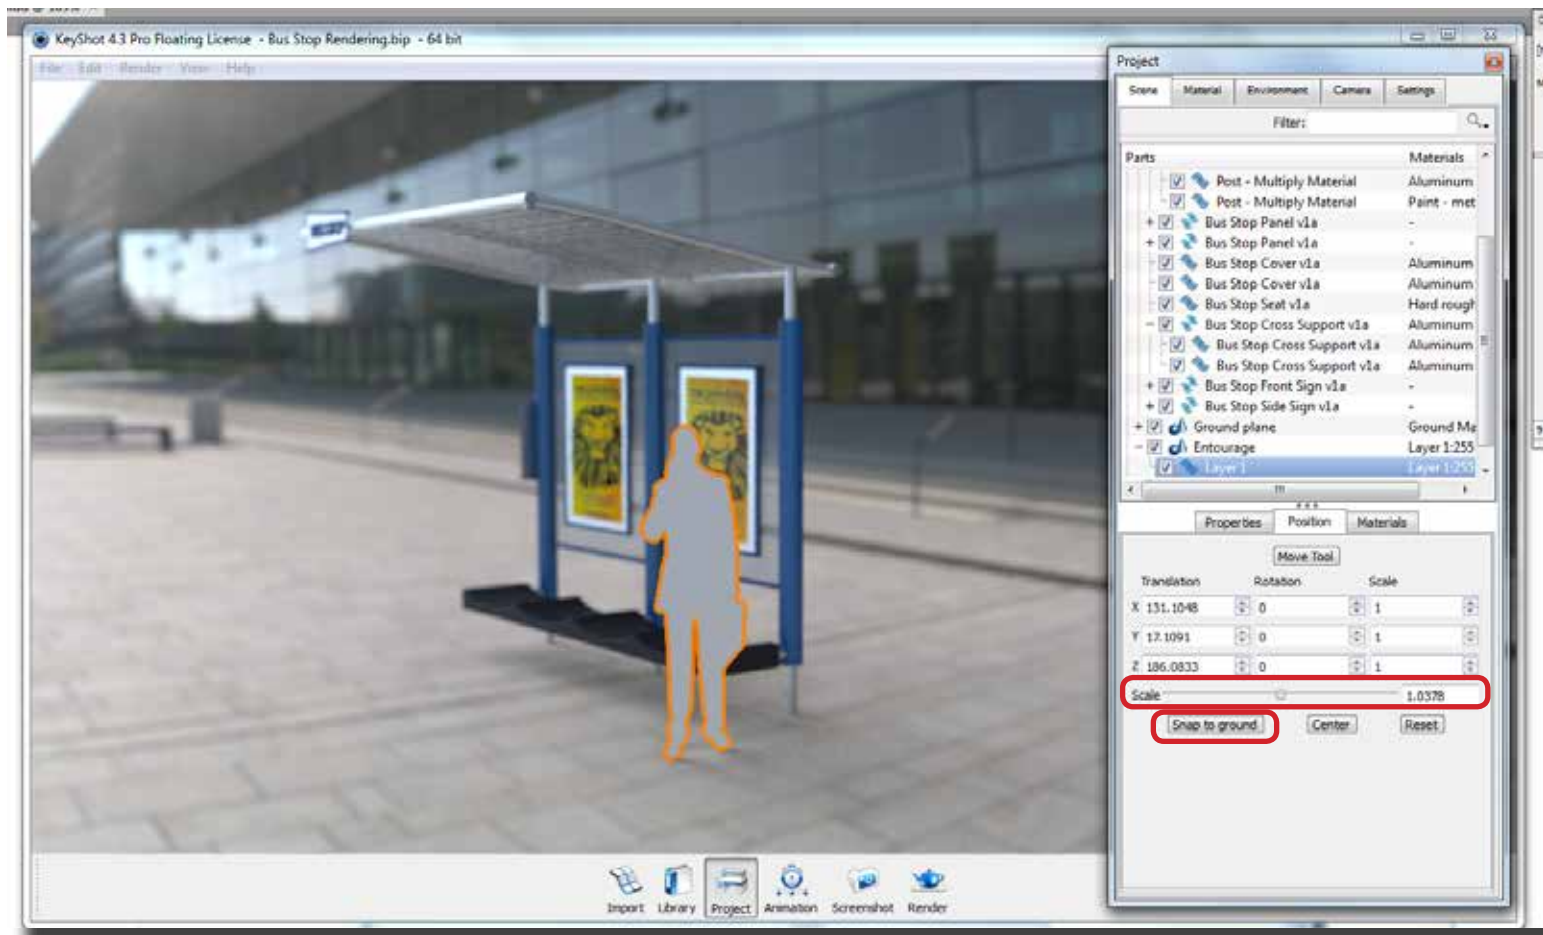 KeyShot 4.3 Pro Floating License - Bus Stop Rendering.bip - 64 bit
File Edit Render View Help
Project
Scene Material Environment Camera Settings
Filter:
Parts Materials
Post - Multiply Material Aluminum
Post - Multiply Material Paint - met
Bus Stop Panel v1a -
Bus Stop Panel v1a -
Bus Stop Cover v1a Aluminum
Bus Stop Cover v1a Aluminum
Bus Stop Seat v1a Hard rough
Bus Stop Cross Support v1a Aluminum
Bus Stop Cross Support v1a Aluminum
Bus Stop Cross Support v1a Aluminum
Bus Stop Front Sign v1a -
Bus Stop Side Sign v1a -
Ground plane Ground Ma
Entourage Layer 1:255
Layer 1 Layer 1:255
Properties Position Materials
Move Tool
Translation Rotation Scale
X 131.1048 0 1
Y 17.1091 0 1
Z 186.0833 0 1
Scale 1.0378
Snap to ground Center Reset
Import Library Project Animation Screenshot Render